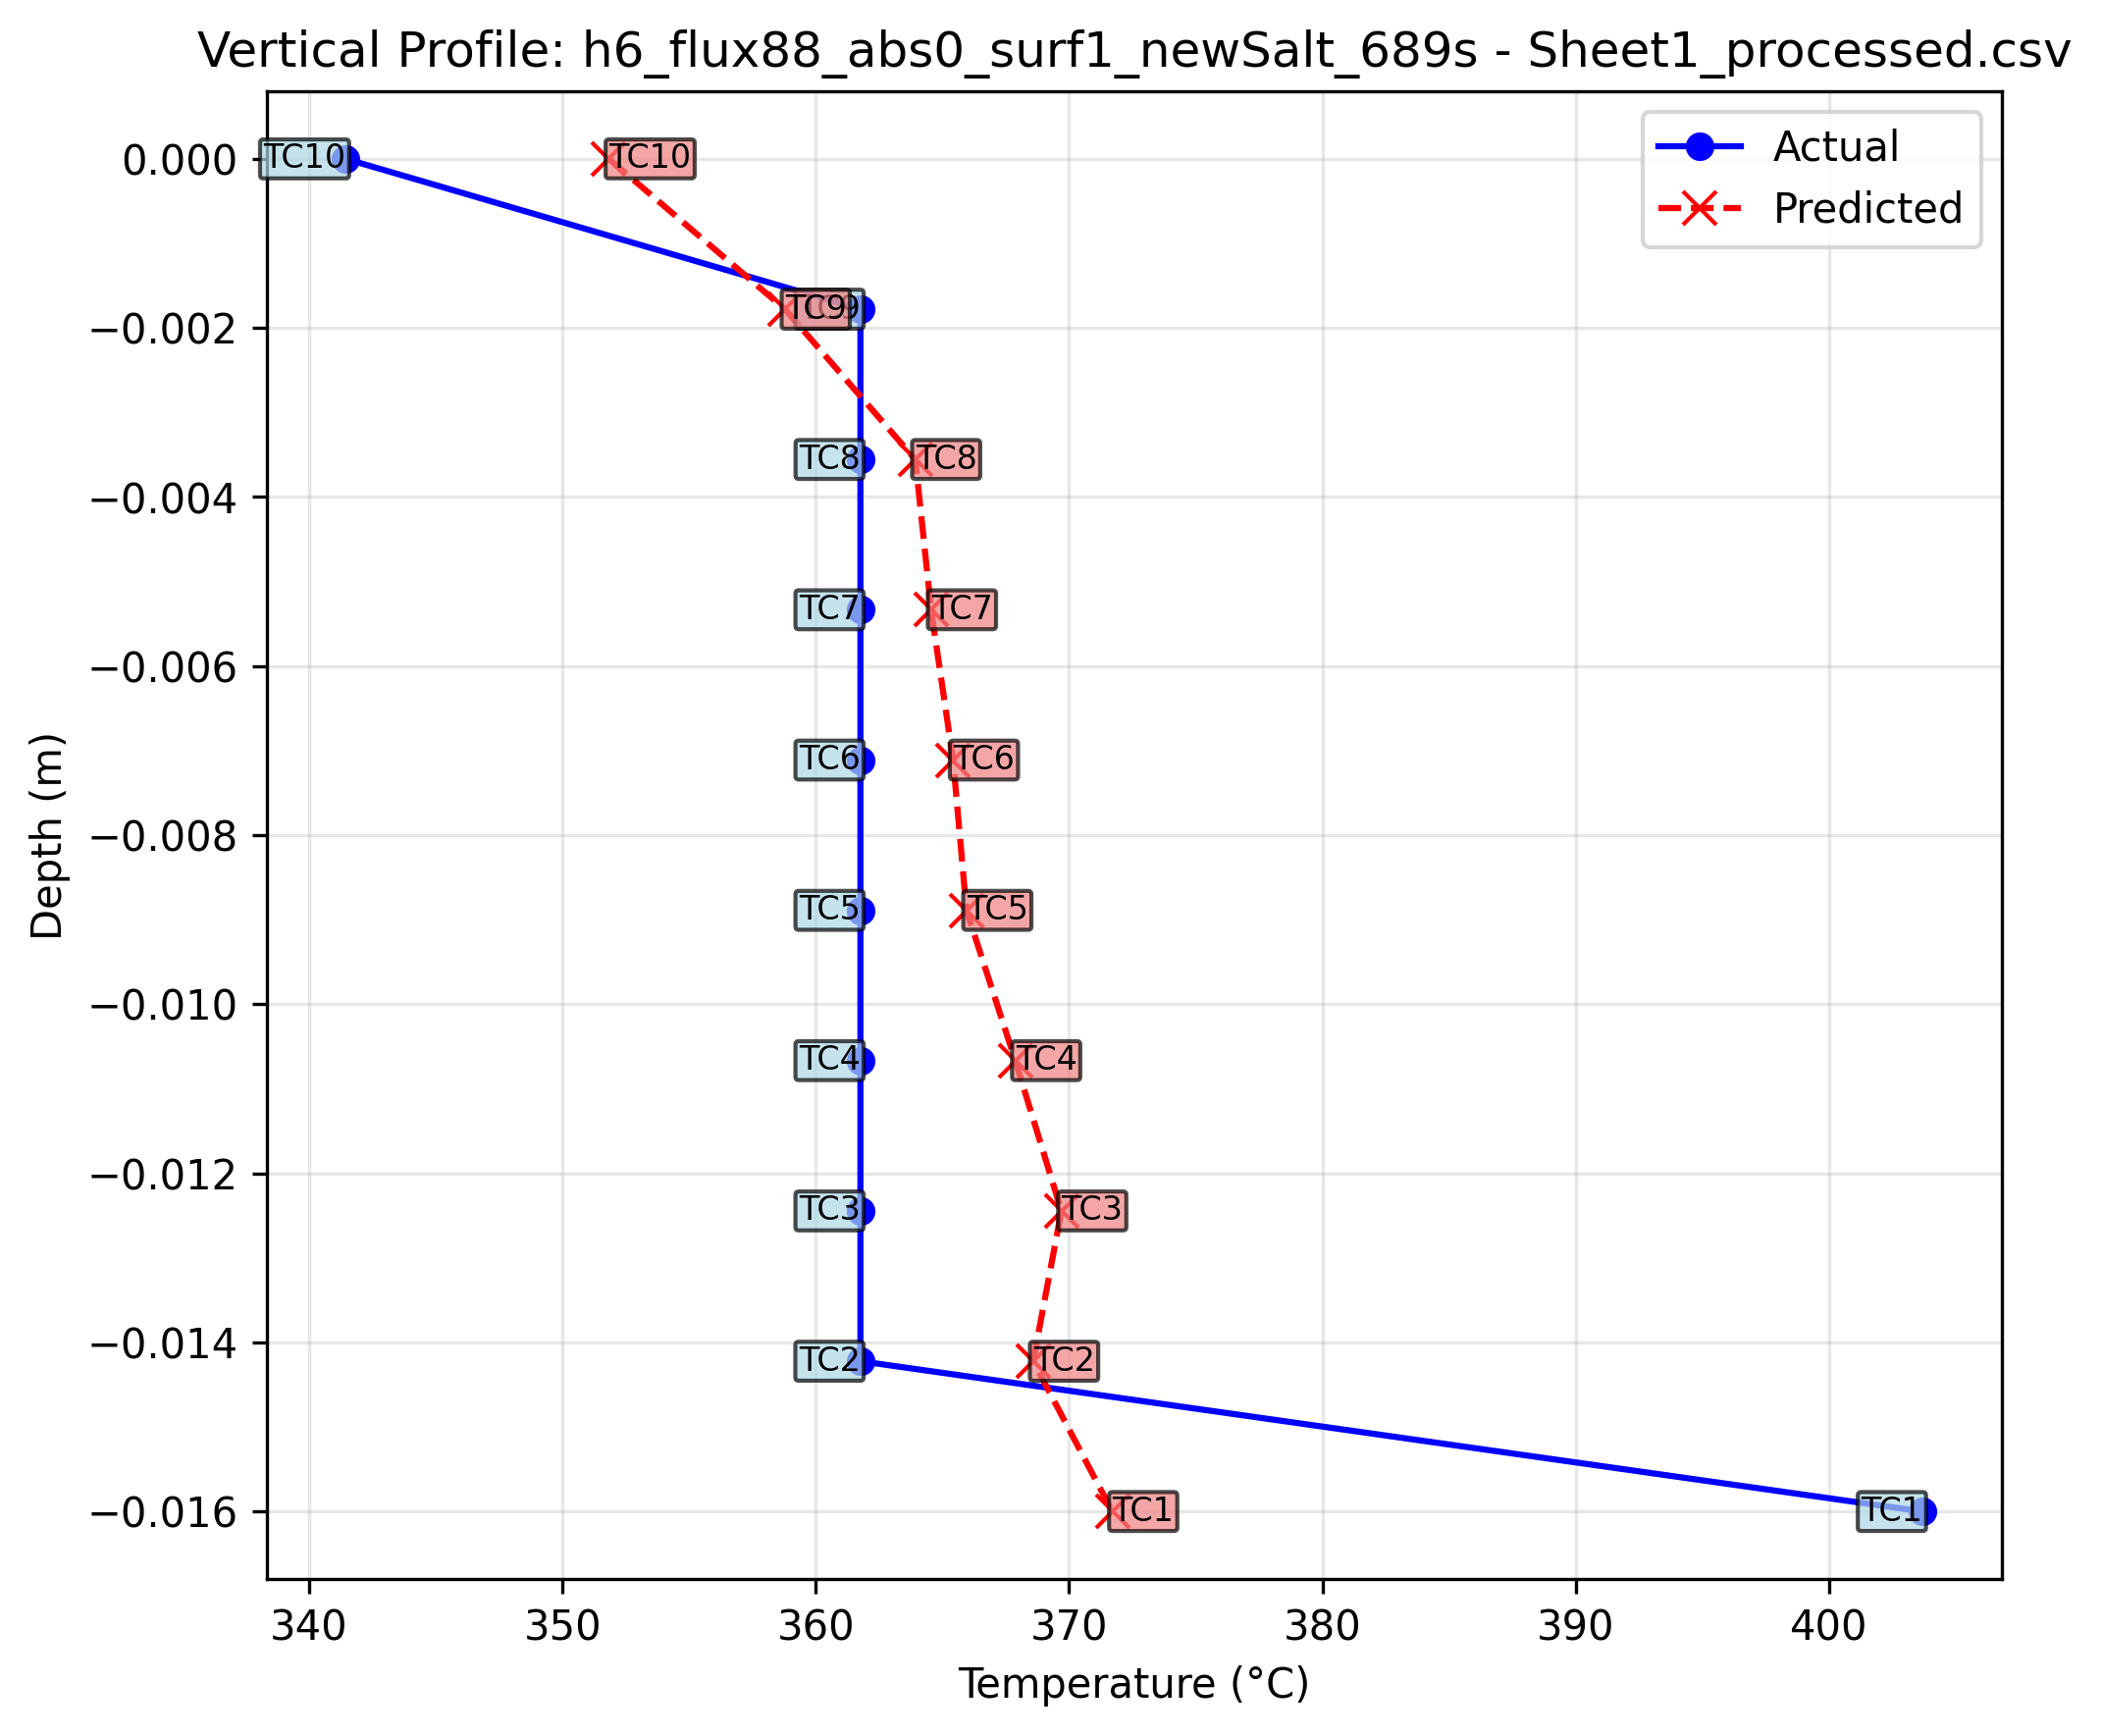 Vertical Profile: h6_flux88_abs0_surf1_newSalt_689s - Sheet1_processed.csv
Actual
Predicted
0.000
−0.002
−0.004
−0.006
−0.008
−0.010
−0.012
−0.014
−0.016
Depth (m)
TC10
TC10
TC9
TC8
TC8
TC7
TC7
TC6
TC6
TC5
TC5
TC4
TC4
TC3
TC3
TC2
TC2
TC1
TC1
340
350
360
370
380
390
400
Temperature (°C)